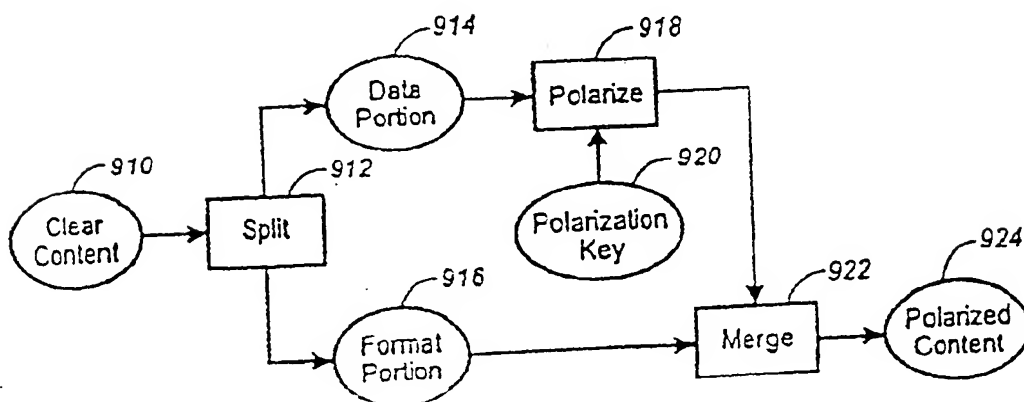 914
Data
Portion
918
Polarize
910
Clear
Content
912
Split
920
Polarization
Key
916
Format
Portion
922
Merge
924
Polarized
Content